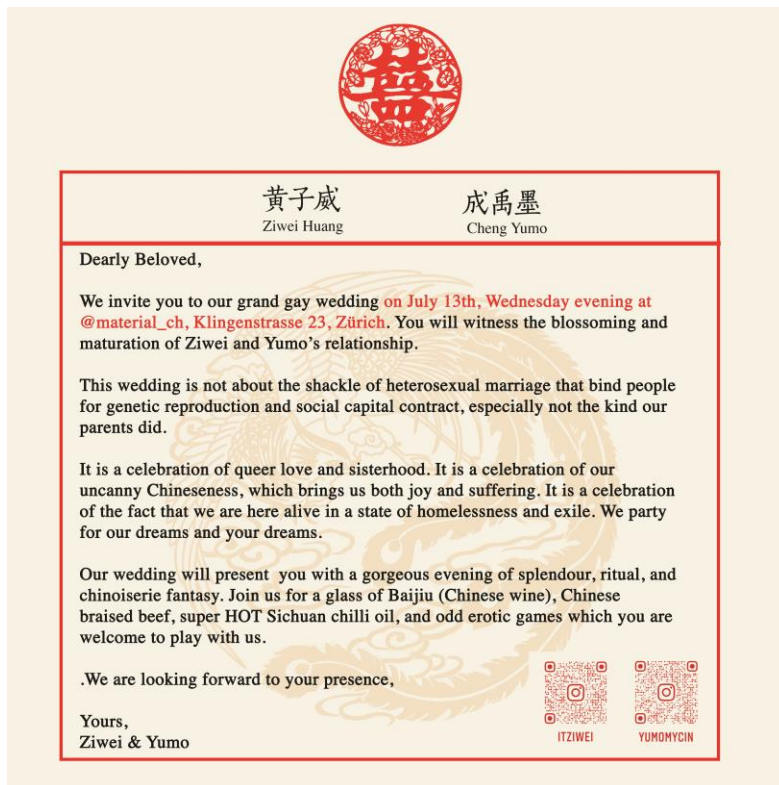 囍
黄子威
Ziwei Huang
成禹墨
Cheng Yumo
Dearly Beloved,
We invite you to our grand gay wedding on July 13th, Wednesday evening at
@material_ch, Klingenstrasse 23, Zürich. You will witness the blossoming and
maturation of Ziwei and Yumo’s relationship.
This wedding is not about the shackle of heterosexual marriage that bind people
for genetic reproduction and social capital contract, especially not the kind our
parents did.
It is a celebration of queer love and sisterhood. It is a celebration of our
uncanny Chineseness, which brings us both joy and suffering. It is a celebration
of the fact that we are here alive in a state of homelessness and exile. We party
for our dreams and your dreams.
Our wedding will present  you with a gorgeous evening of splendour, ritual, and
chinoiserie fantasy. Join us for a glass of Baijiu (Chinese wine), Chinese
braised beef, super HOT Sichuan chilli oil, and odd erotic games which you are
welcome to play with us.
.We are looking forward to your presence,
Yours,
Ziwei & Yumo
ITZIWEI
YUMOMYCIN